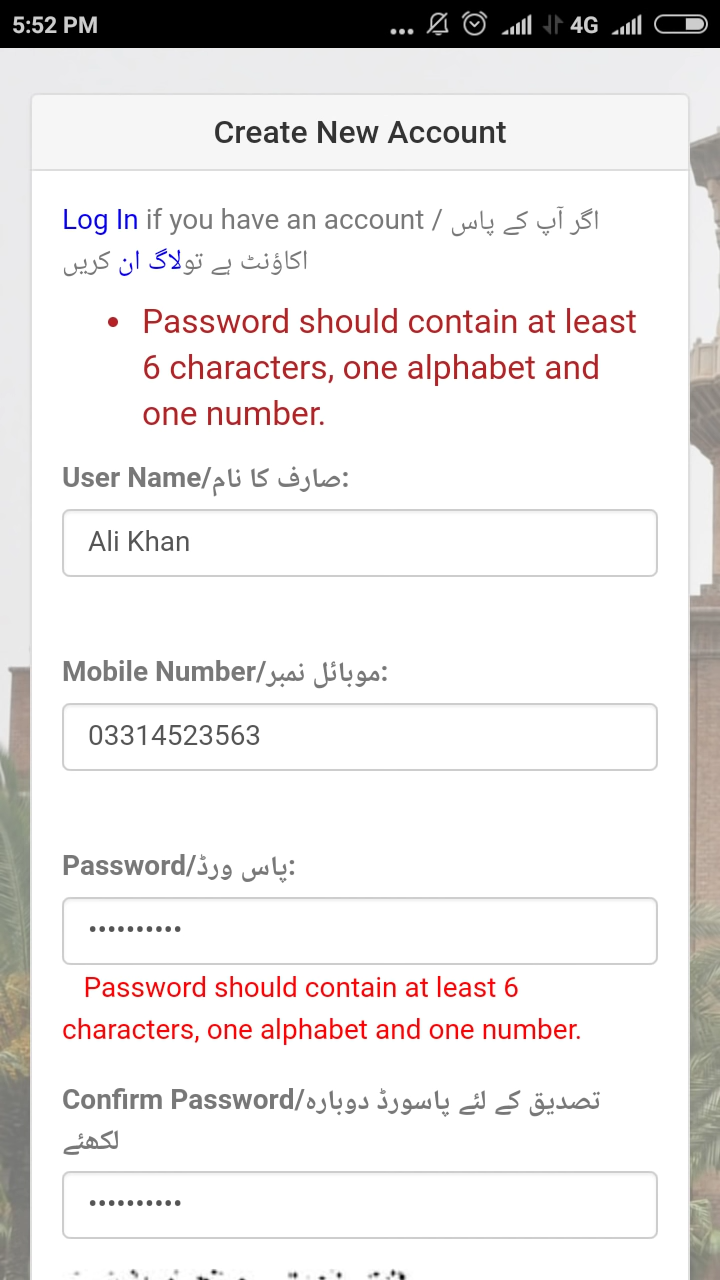 5:52 PM
4G
Create New Account
Log In if you have an account / اگر آپ کے پاس
اکاؤنٹ ہے تولاگ ان کریں
• Password should contain at least
6 characters, one alphabet and
one number.
User Name/صارف کا نام:
Ali Khan
Mobile Number/موبائل نمبر:
03314523563
Password/پاس ورڈ:
••••••••••
Password should contain at least 6
characters, one alphabet and one number.
Confirm Password/تصدیق کے لئے پاسورڈ دوبارہ
لکھئے
••••••••••